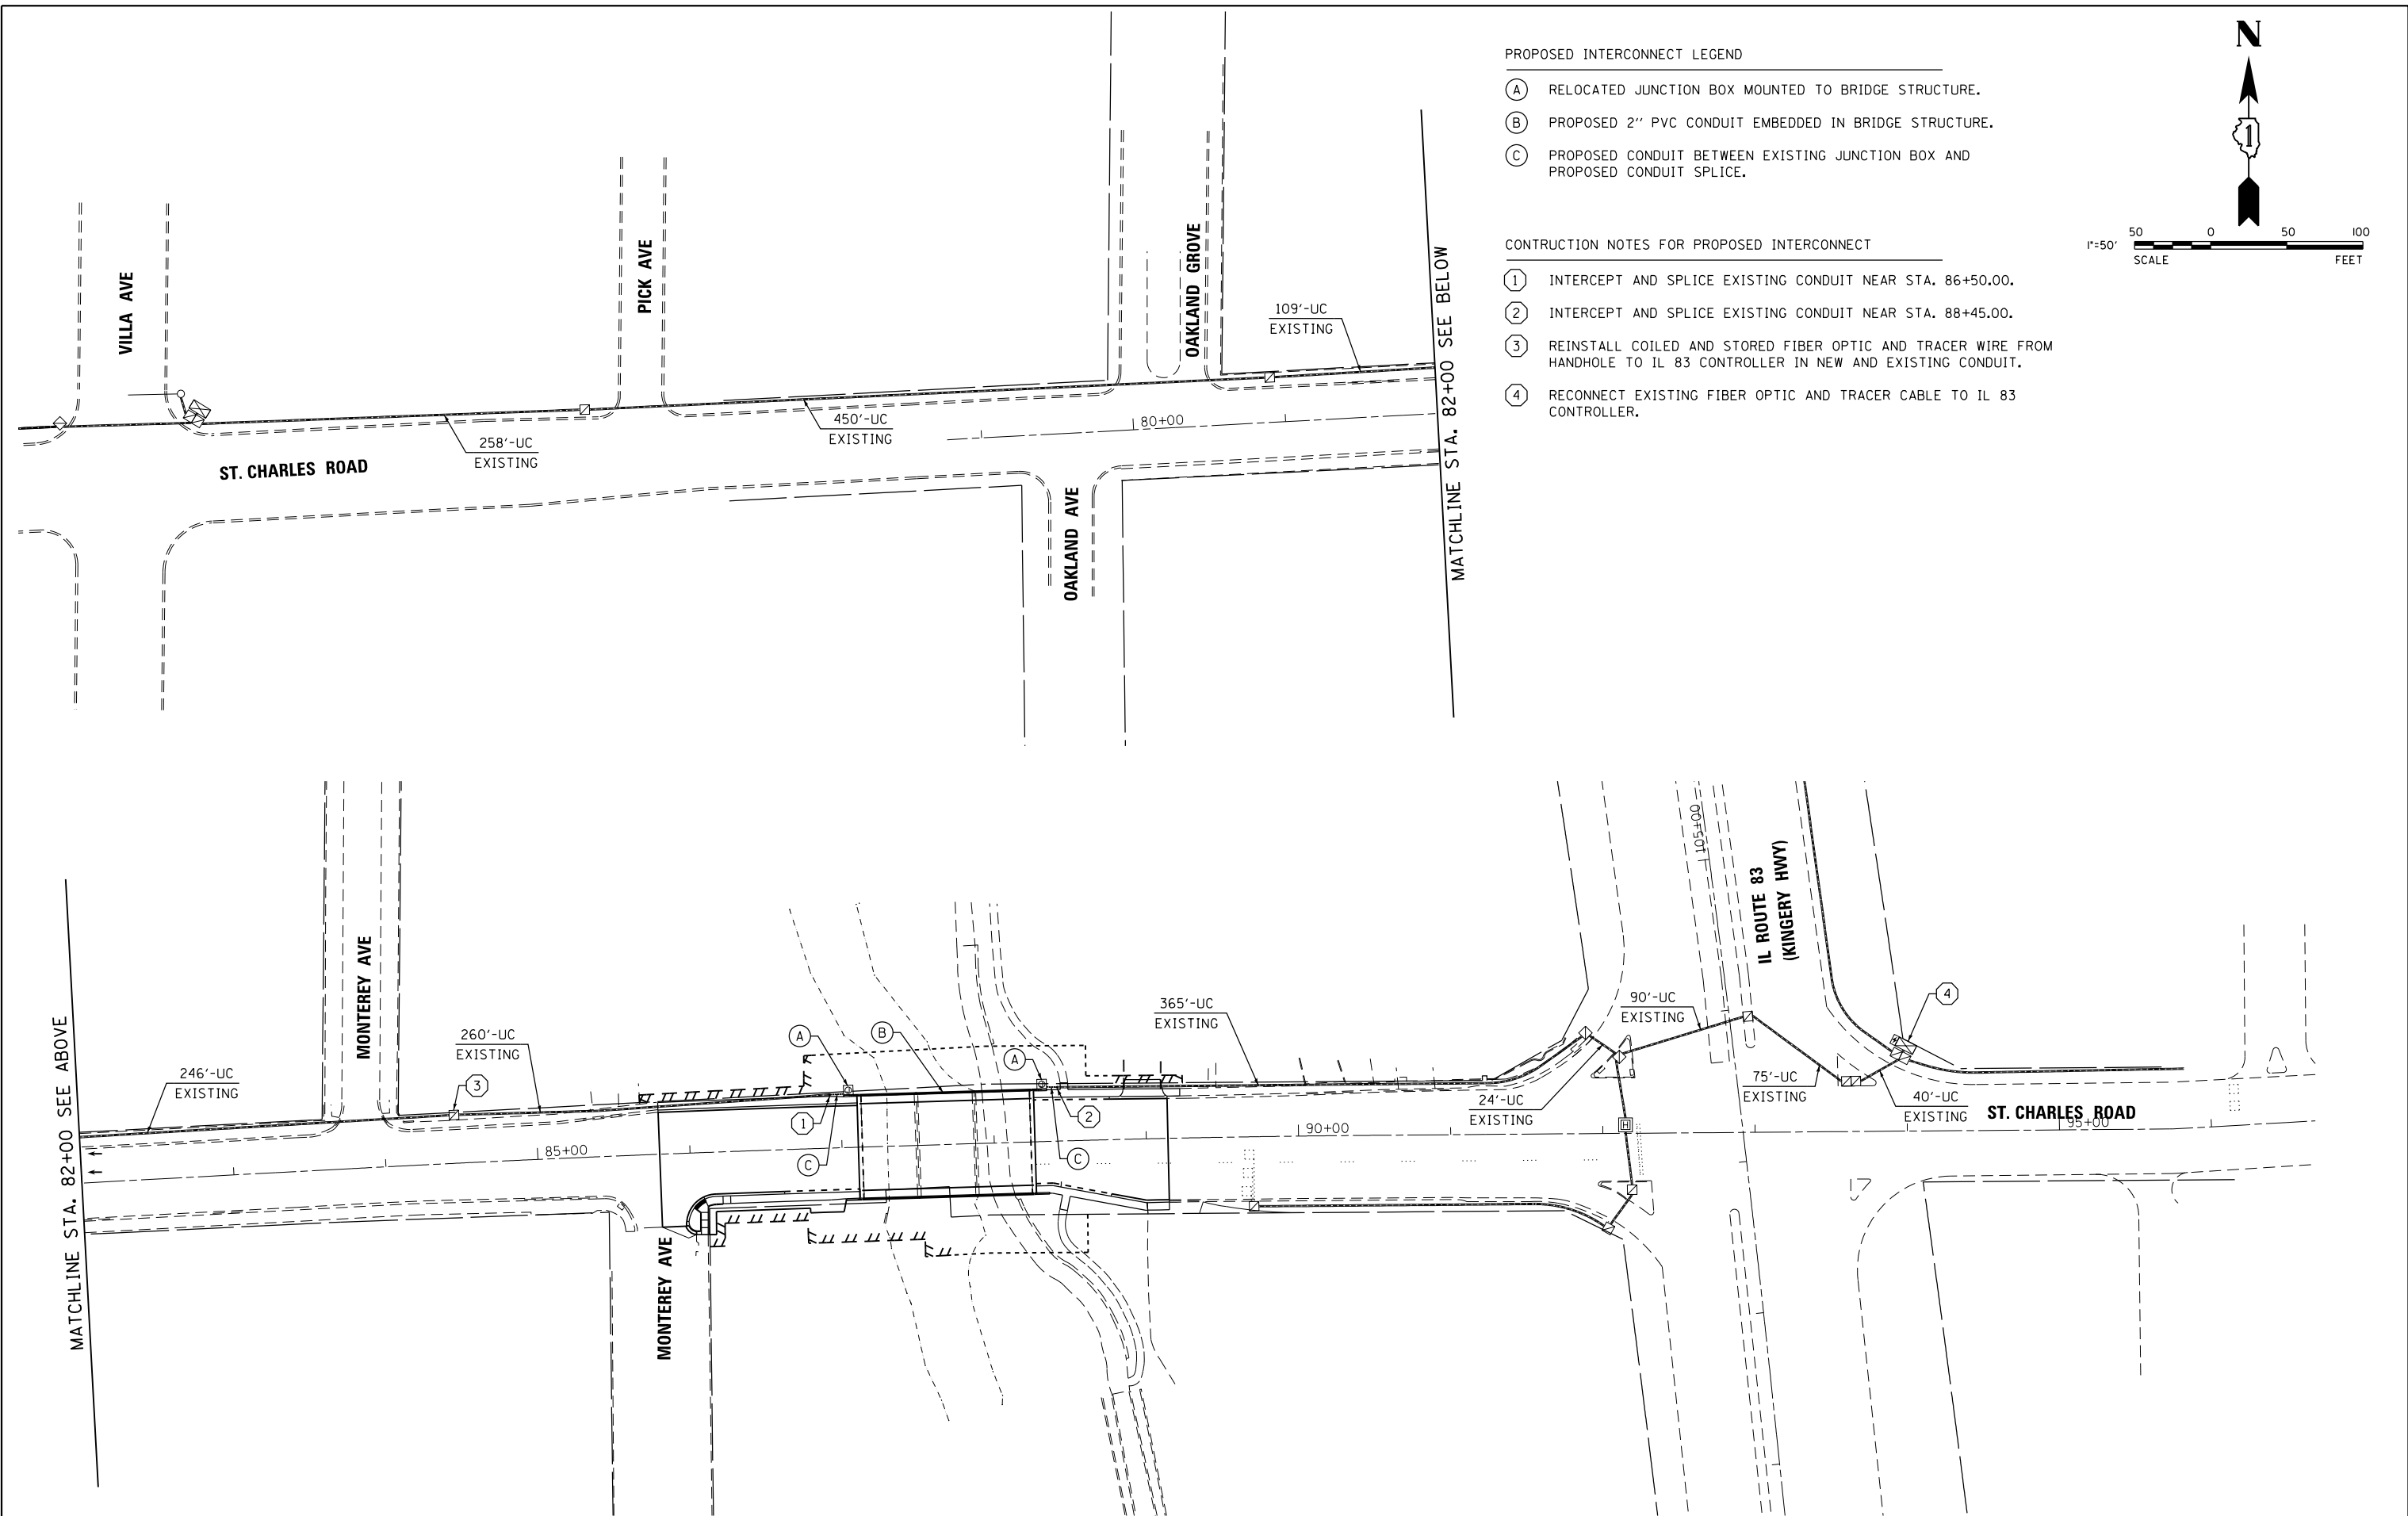 PROPOSED INTERCONNECT LEGEND
A RELOCATED JUNCTION BOX MOUNTED TO BRIDGE STRUCTURE.
B PROPOSED 2'' PVC CONDUIT EMBEDDED IN BRIDGE STRUCTURE.
C PROPOSED CONDUIT BETWEEN EXISTING JUNCTION BOX AND
PROPOSED CONDUIT SPLICE.
CONTRUCTION NOTES FOR PROPOSED INTERCONNECT
1 INTERCEPT AND SPLICE EXISTING CONDUIT NEAR STA. 86+50.00.
2 INTERCEPT AND SPLICE EXISTING CONDUIT NEAR STA. 88+45.00.
3 REINSTALL COILED AND STORED FIBER OPTIC AND TRACER WIRE FROM
HANDHOLE TO IL 83 CONTROLLER IN NEW AND EXISTING CONDUIT.
4 RECONNECT EXISTING FIBER OPTIC AND TRACER CABLE TO IL 83
CONTROLLER.
N
1
1"=50'
50 0 50 100
SCALE FEET
VILLA AVE
PICK AVE
OAKLAND GROVE
109'-UC
EXISTING
MATCHLINE STA. 82+00 SEE BELOW
450'-UC
EXISTING
80+00
258'-UC
EXISTING
ST. CHARLES ROAD
OAKLAND AVE
MATCHLINE STA. 82+00 SEE ABOVE
MONTEREY AVE
246'-UC
EXISTING
260'-UC
EXISTING
3
A
B
A
365'-UC
EXISTING
90'-UC
EXISTING
105+00
IL ROUTE 83
(KINGERY HWY)
4
24'-UC
EXISTING
75'-UC
EXISTING
40'-UC
EXISTING
ST. CHARLES ROAD
95+00
1
2
C
C
85+00
90+00
H
MONTEREY AVE